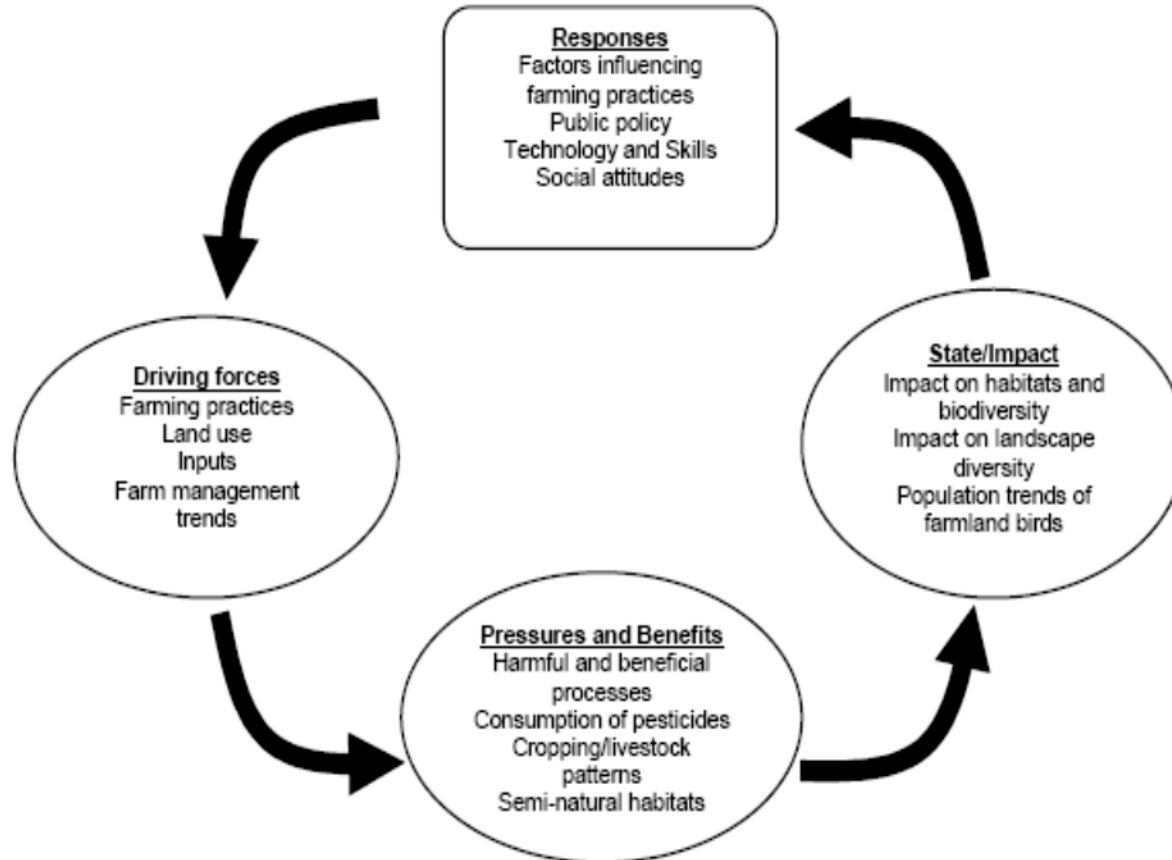 Responses
Factors influencing
farming practices
Public policy
Technology and Skills
Social attitudes
Driving forces
Farming practices
Land use
Inputs
Farm management
trends
State/Impact
Impact on habitats and
biodiversity
Impact on landscape
diversity
Population trends of
farmland birds
Pressures and Benefits
Harmful and beneficial
processes
Consumption of pesticides
Cropping/livestock
patterns
Semi-natural habitats